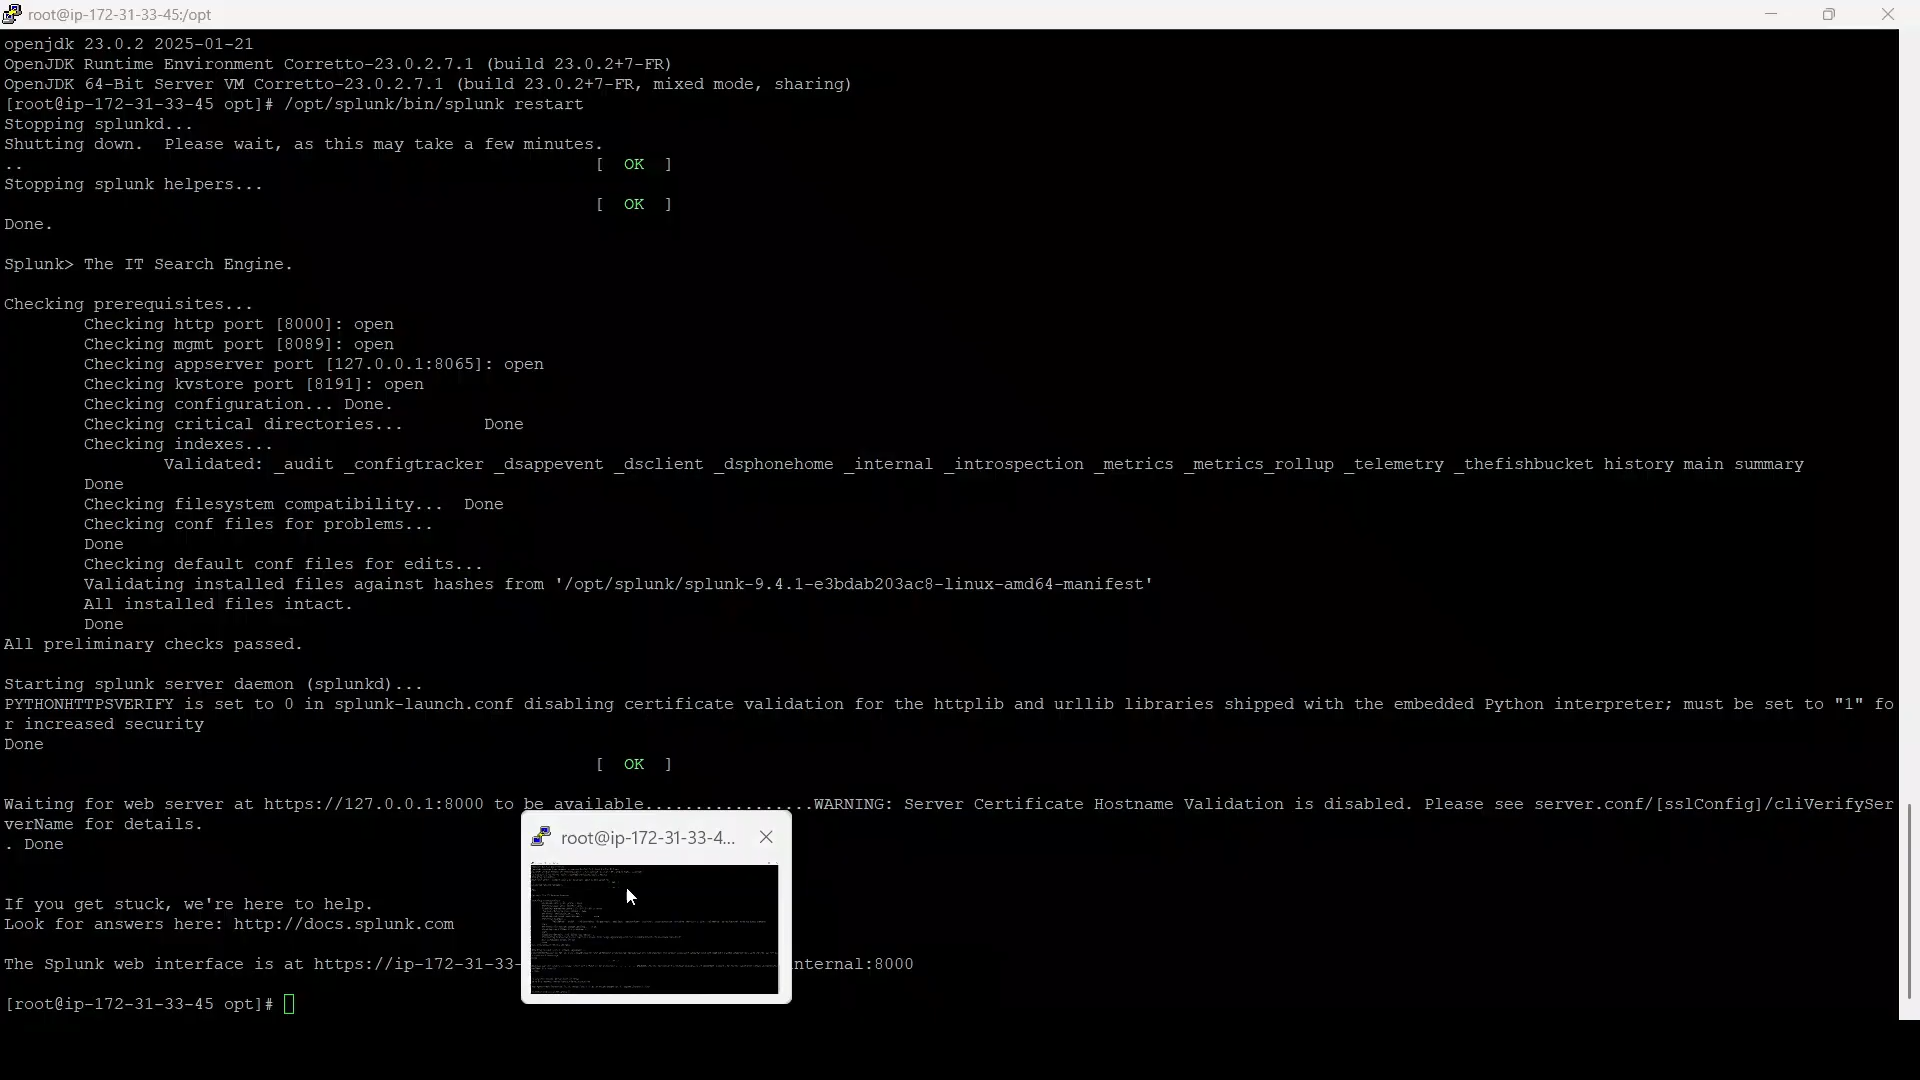 root@ip-172-31-33-45:/opt
openjdk 23.0.2 2025-01-21
OpenJDK Runtime Environment Corretto-23.0.2.7.1 (build 23.0.2+7-FR)
OpenJDK 64-Bit Server VM Corretto-23.0.2.7.1 (build 23.0.2+7-FR, mixed mode, sharing)
[root@ip-172-31-33-45 opt]# /opt/splunk/bin/splunk restart
Stopping splunkd...
Shutting down.  Please wait, as this may take a few minutes.
..                                                         [  OK  ]
Stopping splunk helpers...
                                                           [  OK  ]
Done.
Splunk> The IT Search Engine.
Checking prerequisites...
        Checking http port [8000]: open
        Checking mgmt port [8089]: open
        Checking appserver port [127.0.0.1:8065]: open
        Checking kvstore port [8191]: open
        Checking configuration... Done.
        Checking critical directories...        Done
        Checking indexes...
                Validated: _audit _configtracker _dsappevent _dsclient _dsphonehome _internal _introspection _metrics _metrics_rollup _telemetry _thefishbucket history main summary
        Done
        Checking filesystem compatibility...  Done
        Checking conf files for problems...
        Done
        Checking default conf files for edits...
        Validating installed files against hashes from '/opt/splunk/splunk-9.4.1-e3bdab203ac8-linux-amd64-manifest'
        All installed files intact.
        Done
All preliminary checks passed.
Starting splunk server daemon (splunkd)...
PYTHONHTTPSVERIFY is set to 0 in splunk-launch.conf disabling certificate validation for the httplib and urllib libraries shipped with the embedded Python interpreter; must be set to "1" fo
r increased security
Done
                                                           [  OK  ]
Waiting for web server at https://127.0.0.1:8000 to be available.................WARNING: Server Certificate Hostname Validation is disabled. Please see server.conf/[sslConfig]/cliVerifySer
verName for details.
. Done
root@ip-172-31-33-4...
If you get stuck, we're here to help.
Look for answers here: http://docs.splunk.com
The Splunk web interface is at https://ip-172-31-33- nternal:8000
[root@ip-172-31-33-45 opt]#